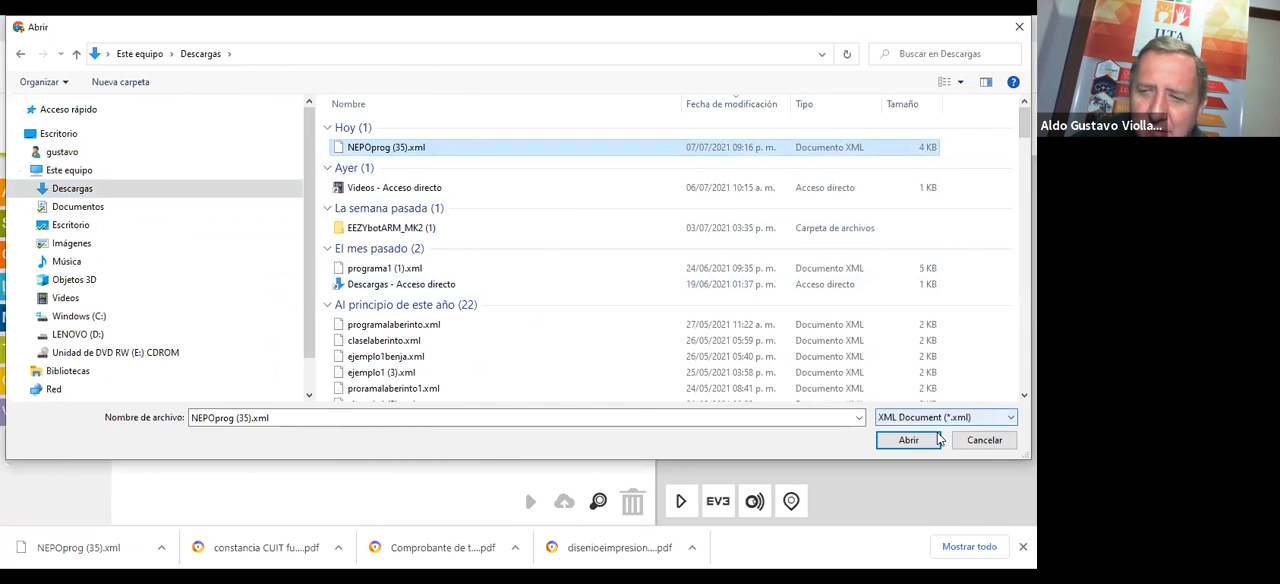 Abrir
Este equipo › Descargas ›
Buscar en Descargas
Organizar
Nueva carpeta
Acceso rápido
Escritorio
gustavo
Este equipo
Descargas
Documentos
Escritorio
Imágenes
Música
Objetos 3D
Videos
Windows (C:)
LENOVO (D:)
Unidad de DVD RW (E:) CDROM
Bibliotecas
Red
Nombre Fecha de modificación Tipo Tamaño
Hoy (1)
NEPOprog (35).xml 07/07/2021 09:16 p. m. Documento XML 4 KB
Ayer (1)
Videos - Acceso directo 06/07/2021 10:15 a. m. Acceso directo 1 KB
La semana pasada (1)
EEZYbotARM_MK2 (1) 03/07/2021 03:35 p. m. Carpeta de archivos
El mes pasado (2)
programa1 (1).xml 24/06/2021 09:35 p. m. Documento XML 5 KB
Descargas - Acceso directo 19/06/2021 01:37 p. m. Acceso directo 1 KB
Al principio de este año (22)
programalaberinto.xml 27/05/2021 11:22 a. m. Documento XML 2 KB
claselaberinto.xml 26/05/2021 05:59 p. m. Documento XML 2 KB
ejemplo1benja.xml 26/05/2021 05:40 p. m. Documento XML 2 KB
ejemplo1 (3).xml 25/05/2021 03:58 p. m. Documento XML 2 KB
proramalaberinto1.xml 24/05/2021 08:41 p. m. Documento XML 2 KB
Nombre de archivo: NEPOprog (35).xml
XML Document (*.xml)
Abrir
Cancelar
EV3
NEPOprog (35).xml
constancia CUIT fu....pdf
Comprobante de t....pdf
disenioeimpresion....pdf
Mostrar todo
IITA
C++
Aldo Gustavo Violla...